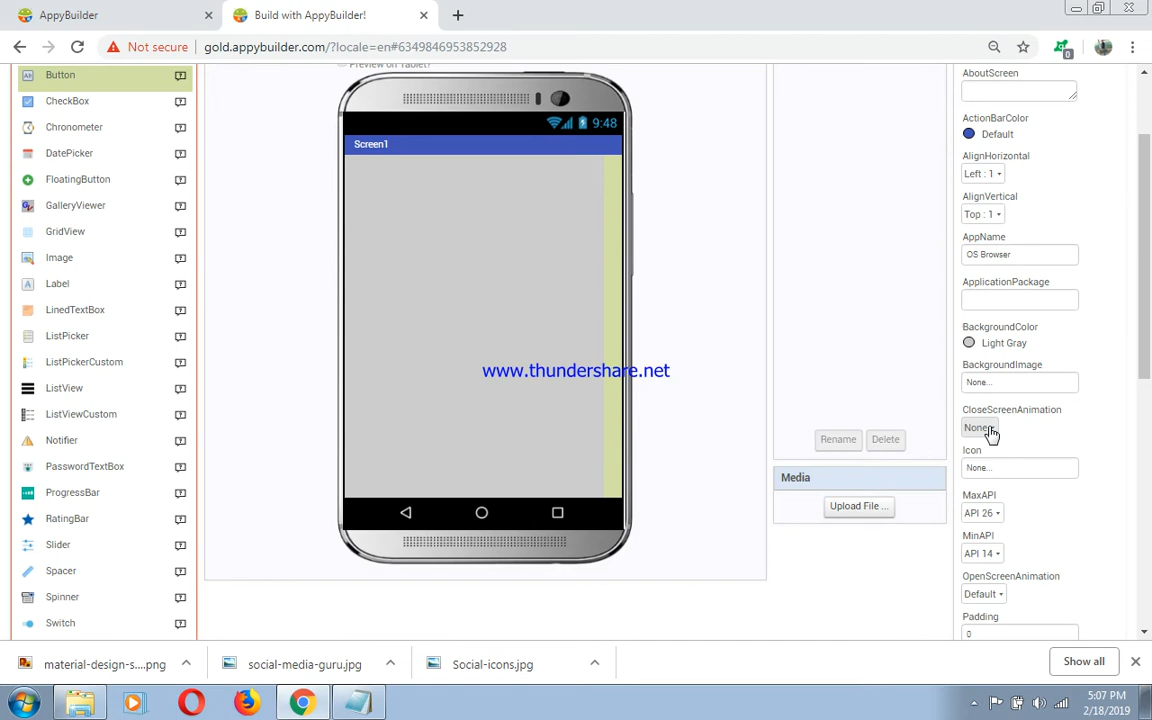 AppyBuilder
Build with AppyBuilder!
Not secure
gold.appybuilder.com/?locale=en#6349846953852928
0
Button
CheckBox
Chronometer
DatePicker
FloatingButton
GalleryViewer
GridView
Image
Label
LinedTextBox
ListPicker
ListPickerCustom
ListView
ListViewCustom
Notifier
PasswordTextBox
ProgressBar
RatingBar
Slider
Spacer
Spinner
Switch
Preview on Tablet?
9:48
Screen1
www.thundershare.net
Rename
Delete
Media
Upload File ...
AboutScreen
ActionBarColor
Default
AlignHorizontal
Left : 1
AlignVertical
Top : 1
AppName
OS Browser
ApplicationPackage
BackgroundColor
Light Gray
BackgroundImage
None...
CloseScreenAnimation
None
Icon
None...
MaxAPI
API 26
MinAPI
API 14
OpenScreenAnimation
Default
Padding
0
material-design-s....png
social-media-guru.jpg
Social-icons.jpg
Show all
5:07 PM
2/18/2019